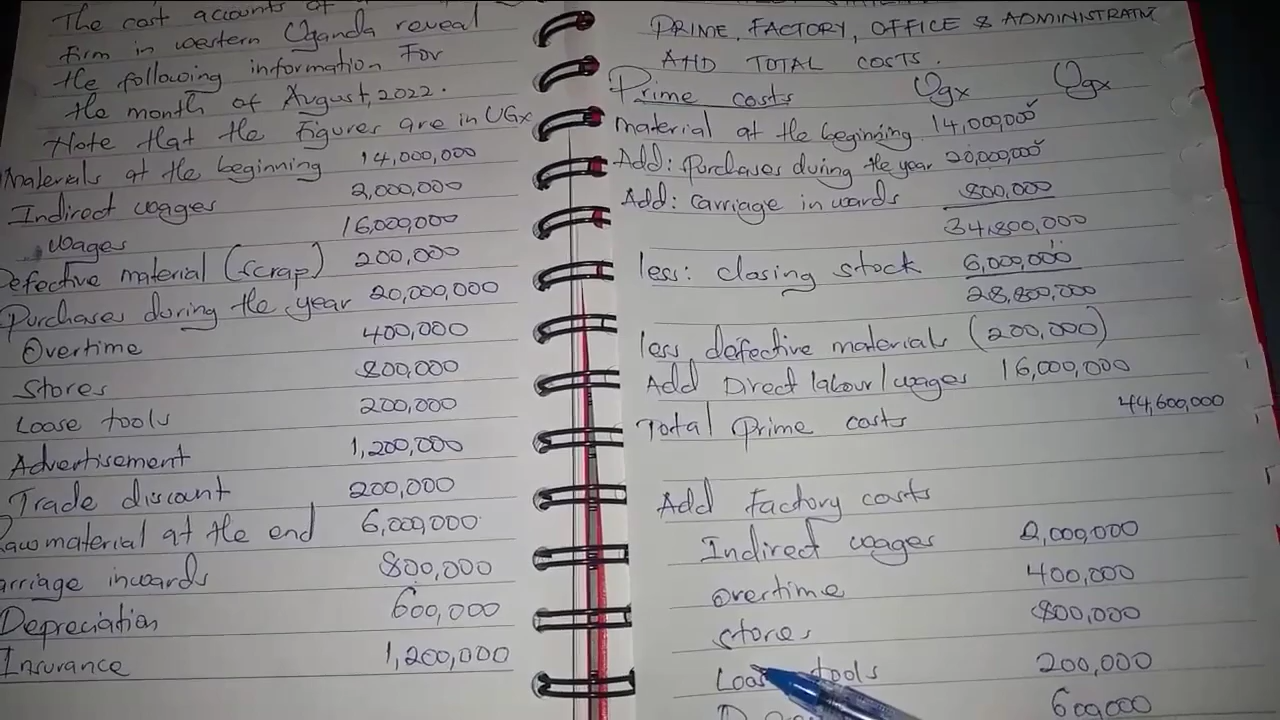 The cost accounts of a
firm in western Uganda reveal
the following information For
the month of August, 2022.
Note that the figures are in UGx
Materials at the beginning 14,000,000
Indirect wages 2,000,000
wages 16,000,000
Defective material (scrap) 200,000
Purchases during the year 20,000,000
Overtime 400,000
Stores 800,000
Loose tools 200,000
Advertisement 1,200,000
Trade discount 200,000
Raw material at the end 6,000,000
arriage inwards 800,000
Depreciation 600,000
Insurance 1,200,000
PRIME, FACTORY, OFFICE & ADMINISTRATN
AND TOTAL COSTS.
Prime costs Ugx Ugx
material at the beginning 14,000,000
Add: Purchases during the year 20,000,000
Add: carriage inwards 800,000
34,800,000
less: closing stock 6,000,000
28,800,000
less defective materials (200,000)
Add Direct labour/wages 16,000,000
44,600,000
Total prime costs
Add Factory costs
Indirect wages 2,000,000
overtime 400,000
stores 800,000
Loose tools 200,000
600,000